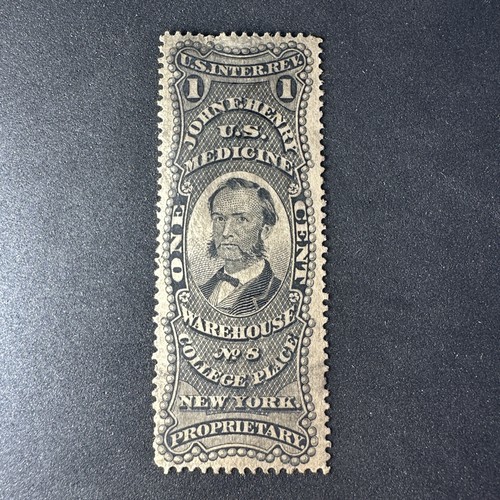 U.S. INTER. REV.
1 1
JOHN F. HENRY
U.S.
MEDICINE
ONE CENT
WAREHOUSE
No 8
COLLEGE PLACE
NEW YORK
PROPRIETARY.